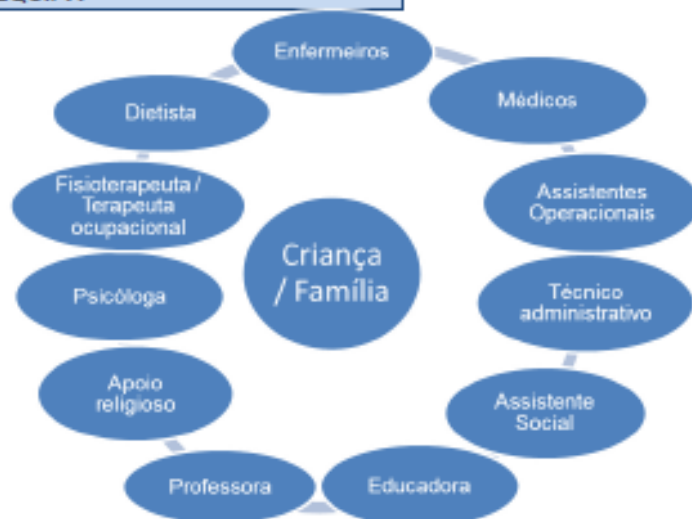 Enfermeiros
Médicos
Assistentes
Operacionais
Técnico
administrativo
Assistente
Social
Educadora
Professora
Apoio
religioso
Psicóloga
Fisioterapeuta /
Terapeuta
ocupacional
Dietista
Criança
/ Família